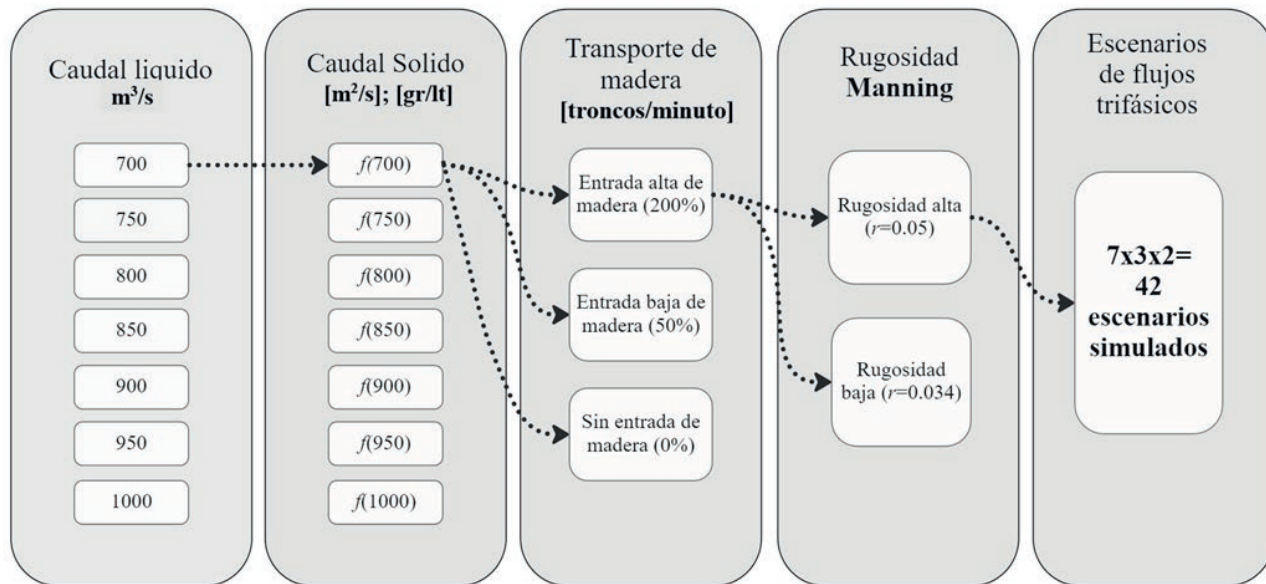 Caudal liquido
m³/s
700
750
800
850
900
950
1000
Caudal Solido
[m²/s]; [gr/lt]
f(700)
f(750)
f(800)
f(850)
f(900)
f(950)
f(1000)
Transporte de
madera
[troncos/minuto]
Entrada alta de
madera (200%)
Entrada baja de
madera (50%)
Sin entrada de
madera (0%)
Rugosidad
Manning
Rugosidad alta
(r=0.05)
Rugosidad
baja (r=0.034)
Escenarios
de flujos
trifásicos
7x3x2=
42
escenarios
simulados